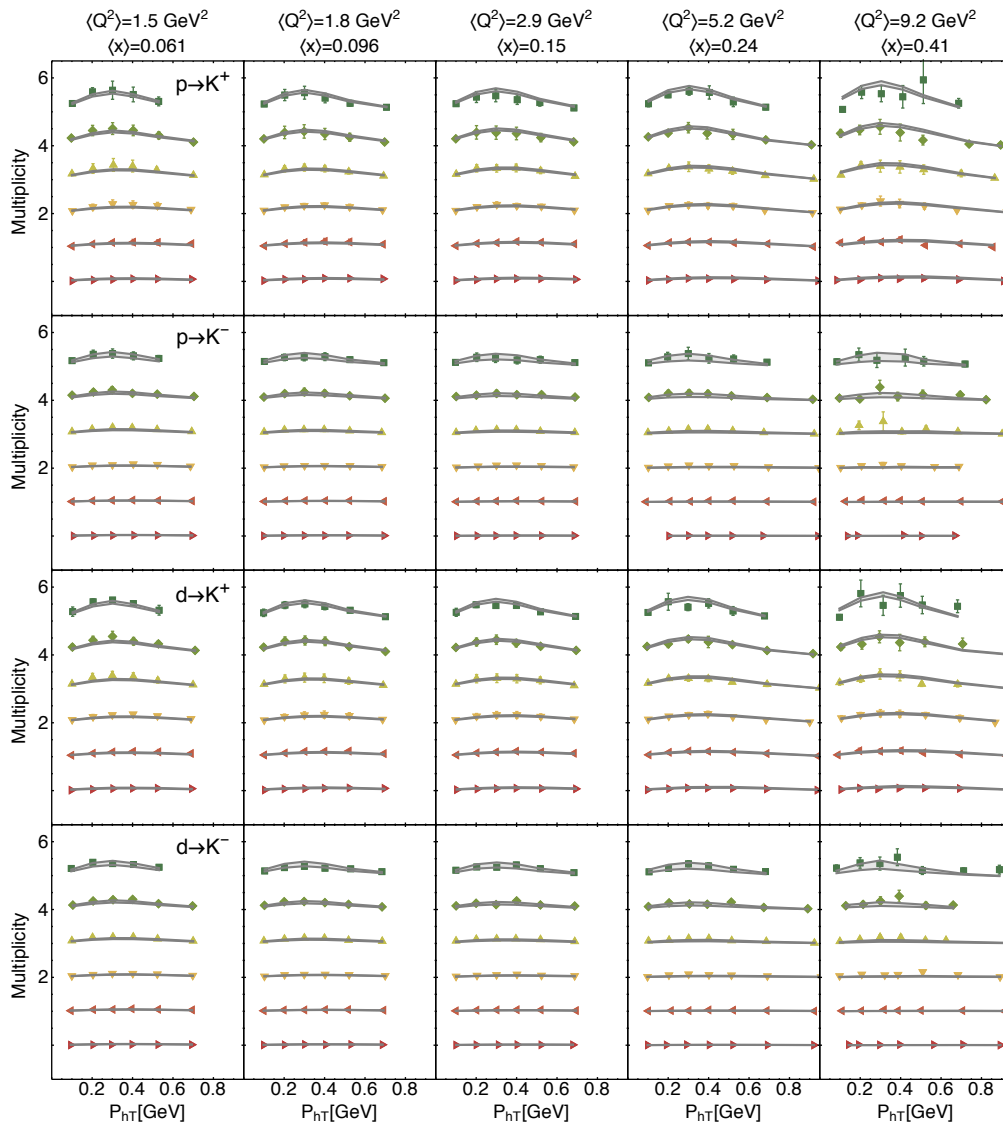 ⟨Q²⟩=1.5 GeV² ⟨Q²⟩=1.8 GeV² ⟨Q²⟩=2.9 GeV² ⟨Q²⟩=5.2 GeV² ⟨Q²⟩=9.2 GeV²
⟨x⟩=0.061 ⟨x⟩=0.096 ⟨x⟩=0.15 ⟨x⟩=0.24 ⟨x⟩=0.41
6
p→K⁺
4
Multiplicity
2
6
p→K⁻
4
Multiplicity
2
6
d→K⁺
4
Multiplicity
2
6
d→K⁻
4
Multiplicity
2
0.2 0.4 0.6 0.8 0.2 0.4 0.6 0.8 0.2 0.4 0.6 0.8 0.2 0.4 0.6 0.8 0.2 0.4 0.6 0.8
P_hT[GeV] P_hT[GeV] P_hT[GeV] P_hT[GeV] P_hT[GeV]